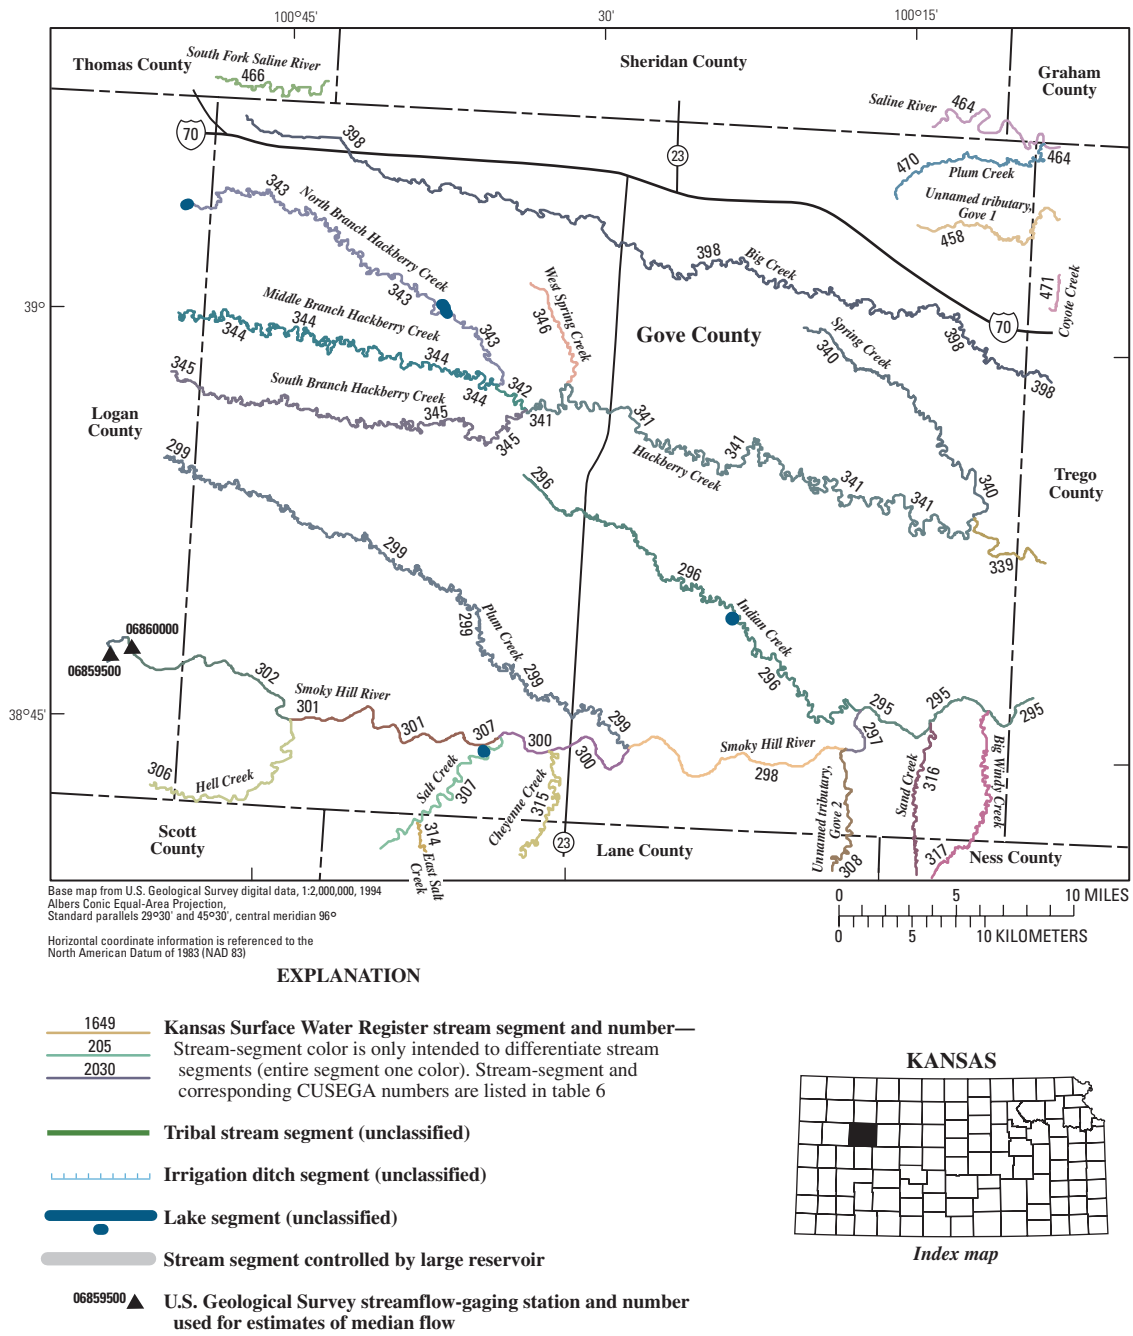 100°45'
30'
100°15'
Thomas County
South Fork Saline River
466
Sheridan County
Graham
County
Saline River
464
464
70
398
23
470
Plum Creek
Unnamed tributary,
Gove 1
458
343
North Branch Hackberry Creek
343
343
398
Big Creek
471
Coyote Creek
39°
Middle Branch Hackberry Creek
344
344
344
344
West Spring Creek
346
Gove County
Spring Creek
340
70
398
398
345
South Branch Hackberry Creek
345
345
342
341
341
Hackberry Creek
341
341
341
340
Logan
County
299
296
Trego
County
299
296
339
Plum Creek
299
Indian Creek
296
06860000
06859500
302
299
299
38°45'
301
Smoky Hill River
301
307
300
300
295
295
295
297
Smoky Hill River
298
306
Hell Creek
Salt Creek
307
Cheyenne Creek
315
Unnamed tributary,
Gove 2
Sand Creek
316
Big Windy Creek
314
East Salt
Creek
308
317
Scott
County
23
Lane County
Ness County
Base map from U.S. Geological Survey digital data, 1:2,000,000, 1994
Albers Conic Equal-Area Projection,
Standard parallels 29°30' and 45°30', central meridian 96°
Horizontal coordinate information is referenced to the
North American Datum of 1983 (NAD 83)
0 5 10 MILES
0 5 10 KILOMETERS
EXPLANATION
1649
205
2030
Kansas Surface Water Register stream segment and number—
Stream-segment color is only intended to differentiate stream
segments (entire segment one color). Stream-segment and
corresponding CUSEGA numbers are listed in table 6
Tribal stream segment (unclassified)
Irrigation ditch segment (unclassified)
Lake segment (unclassified)
Stream segment controlled by large reservoir
06859500
U.S. Geological Survey streamflow-gaging station and number
used for estimates of median flow
KANSAS
Index map